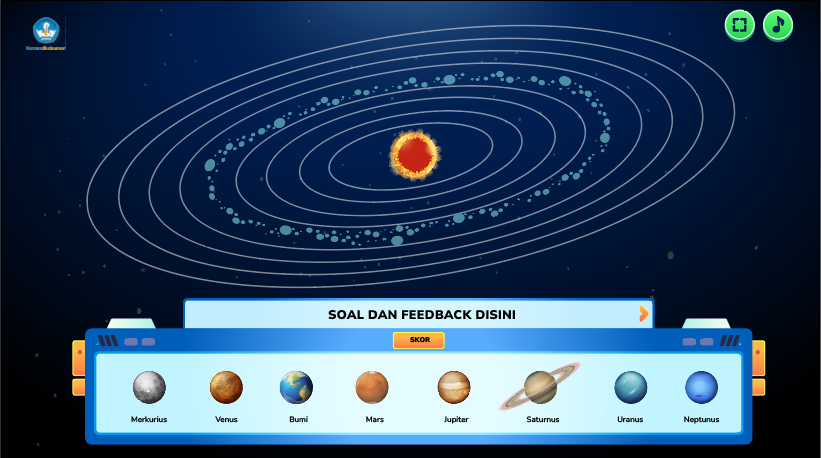 SOAL DAN FEEDBACK DISINI
SKOR
Merkurius
Venus
Bumi
Mars
Jupiter
Saturnus
Uranus
Neptunus